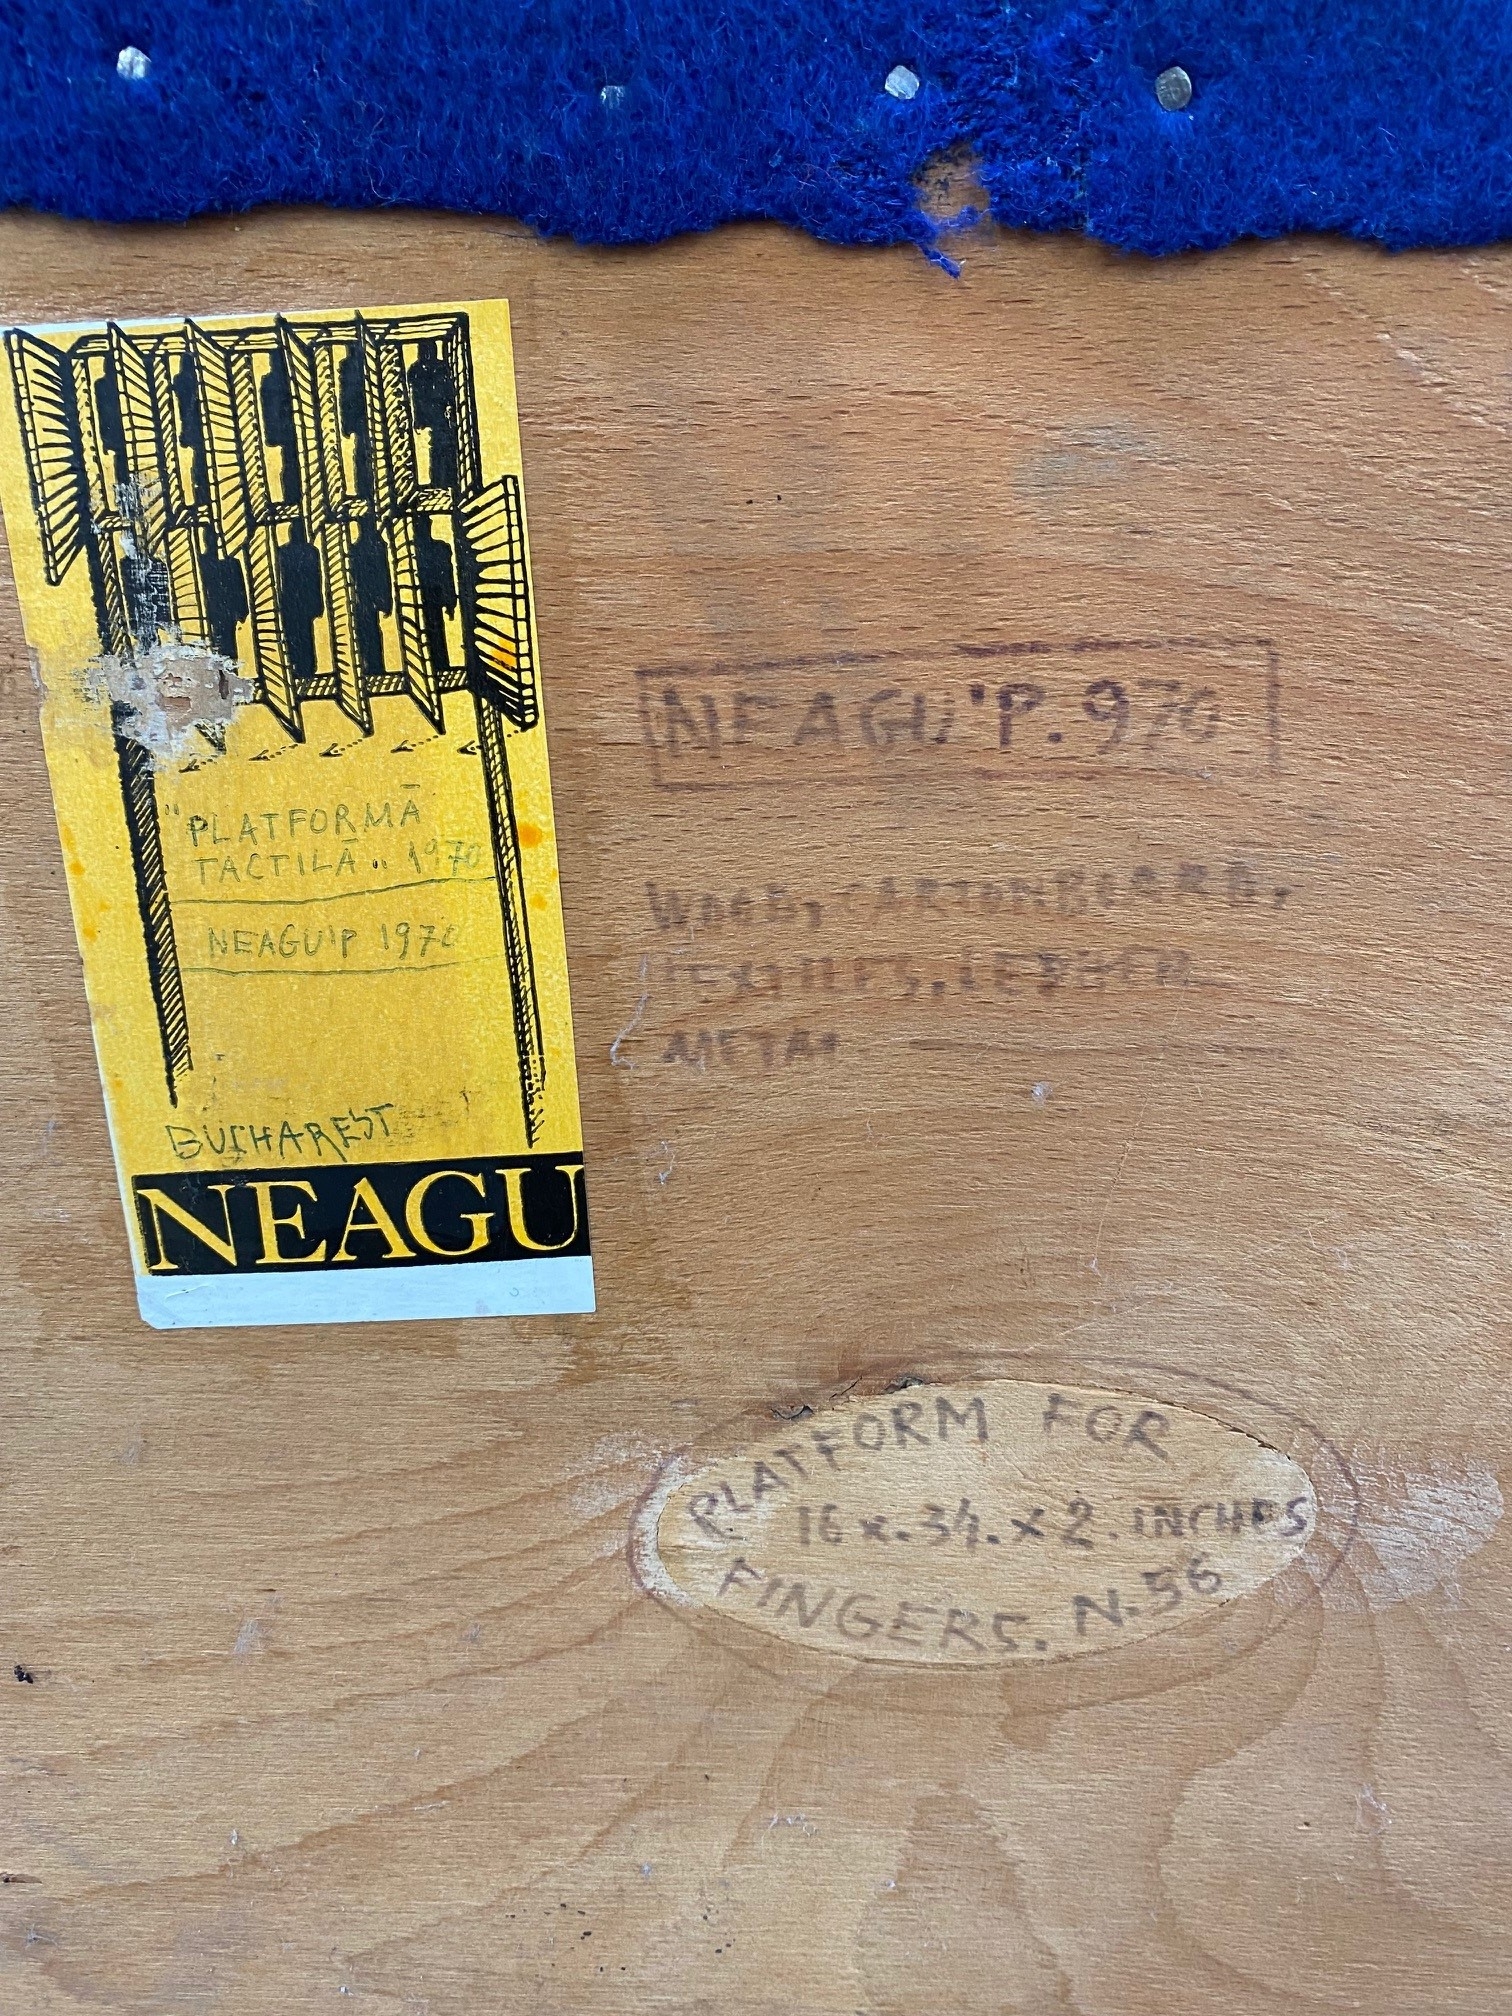 "PLATFORMĂ
TACTILĂ„ 1970
NEAGU'P 1970
BUCHAREST
NEAGU
NEAGU'P. 970
WOOD, CARTONBOARD,
TEXTILES, LEATHER
METAL
PLATFORM FOR
16 x. 34. x 2. INCHES
FINGERS. N. 56